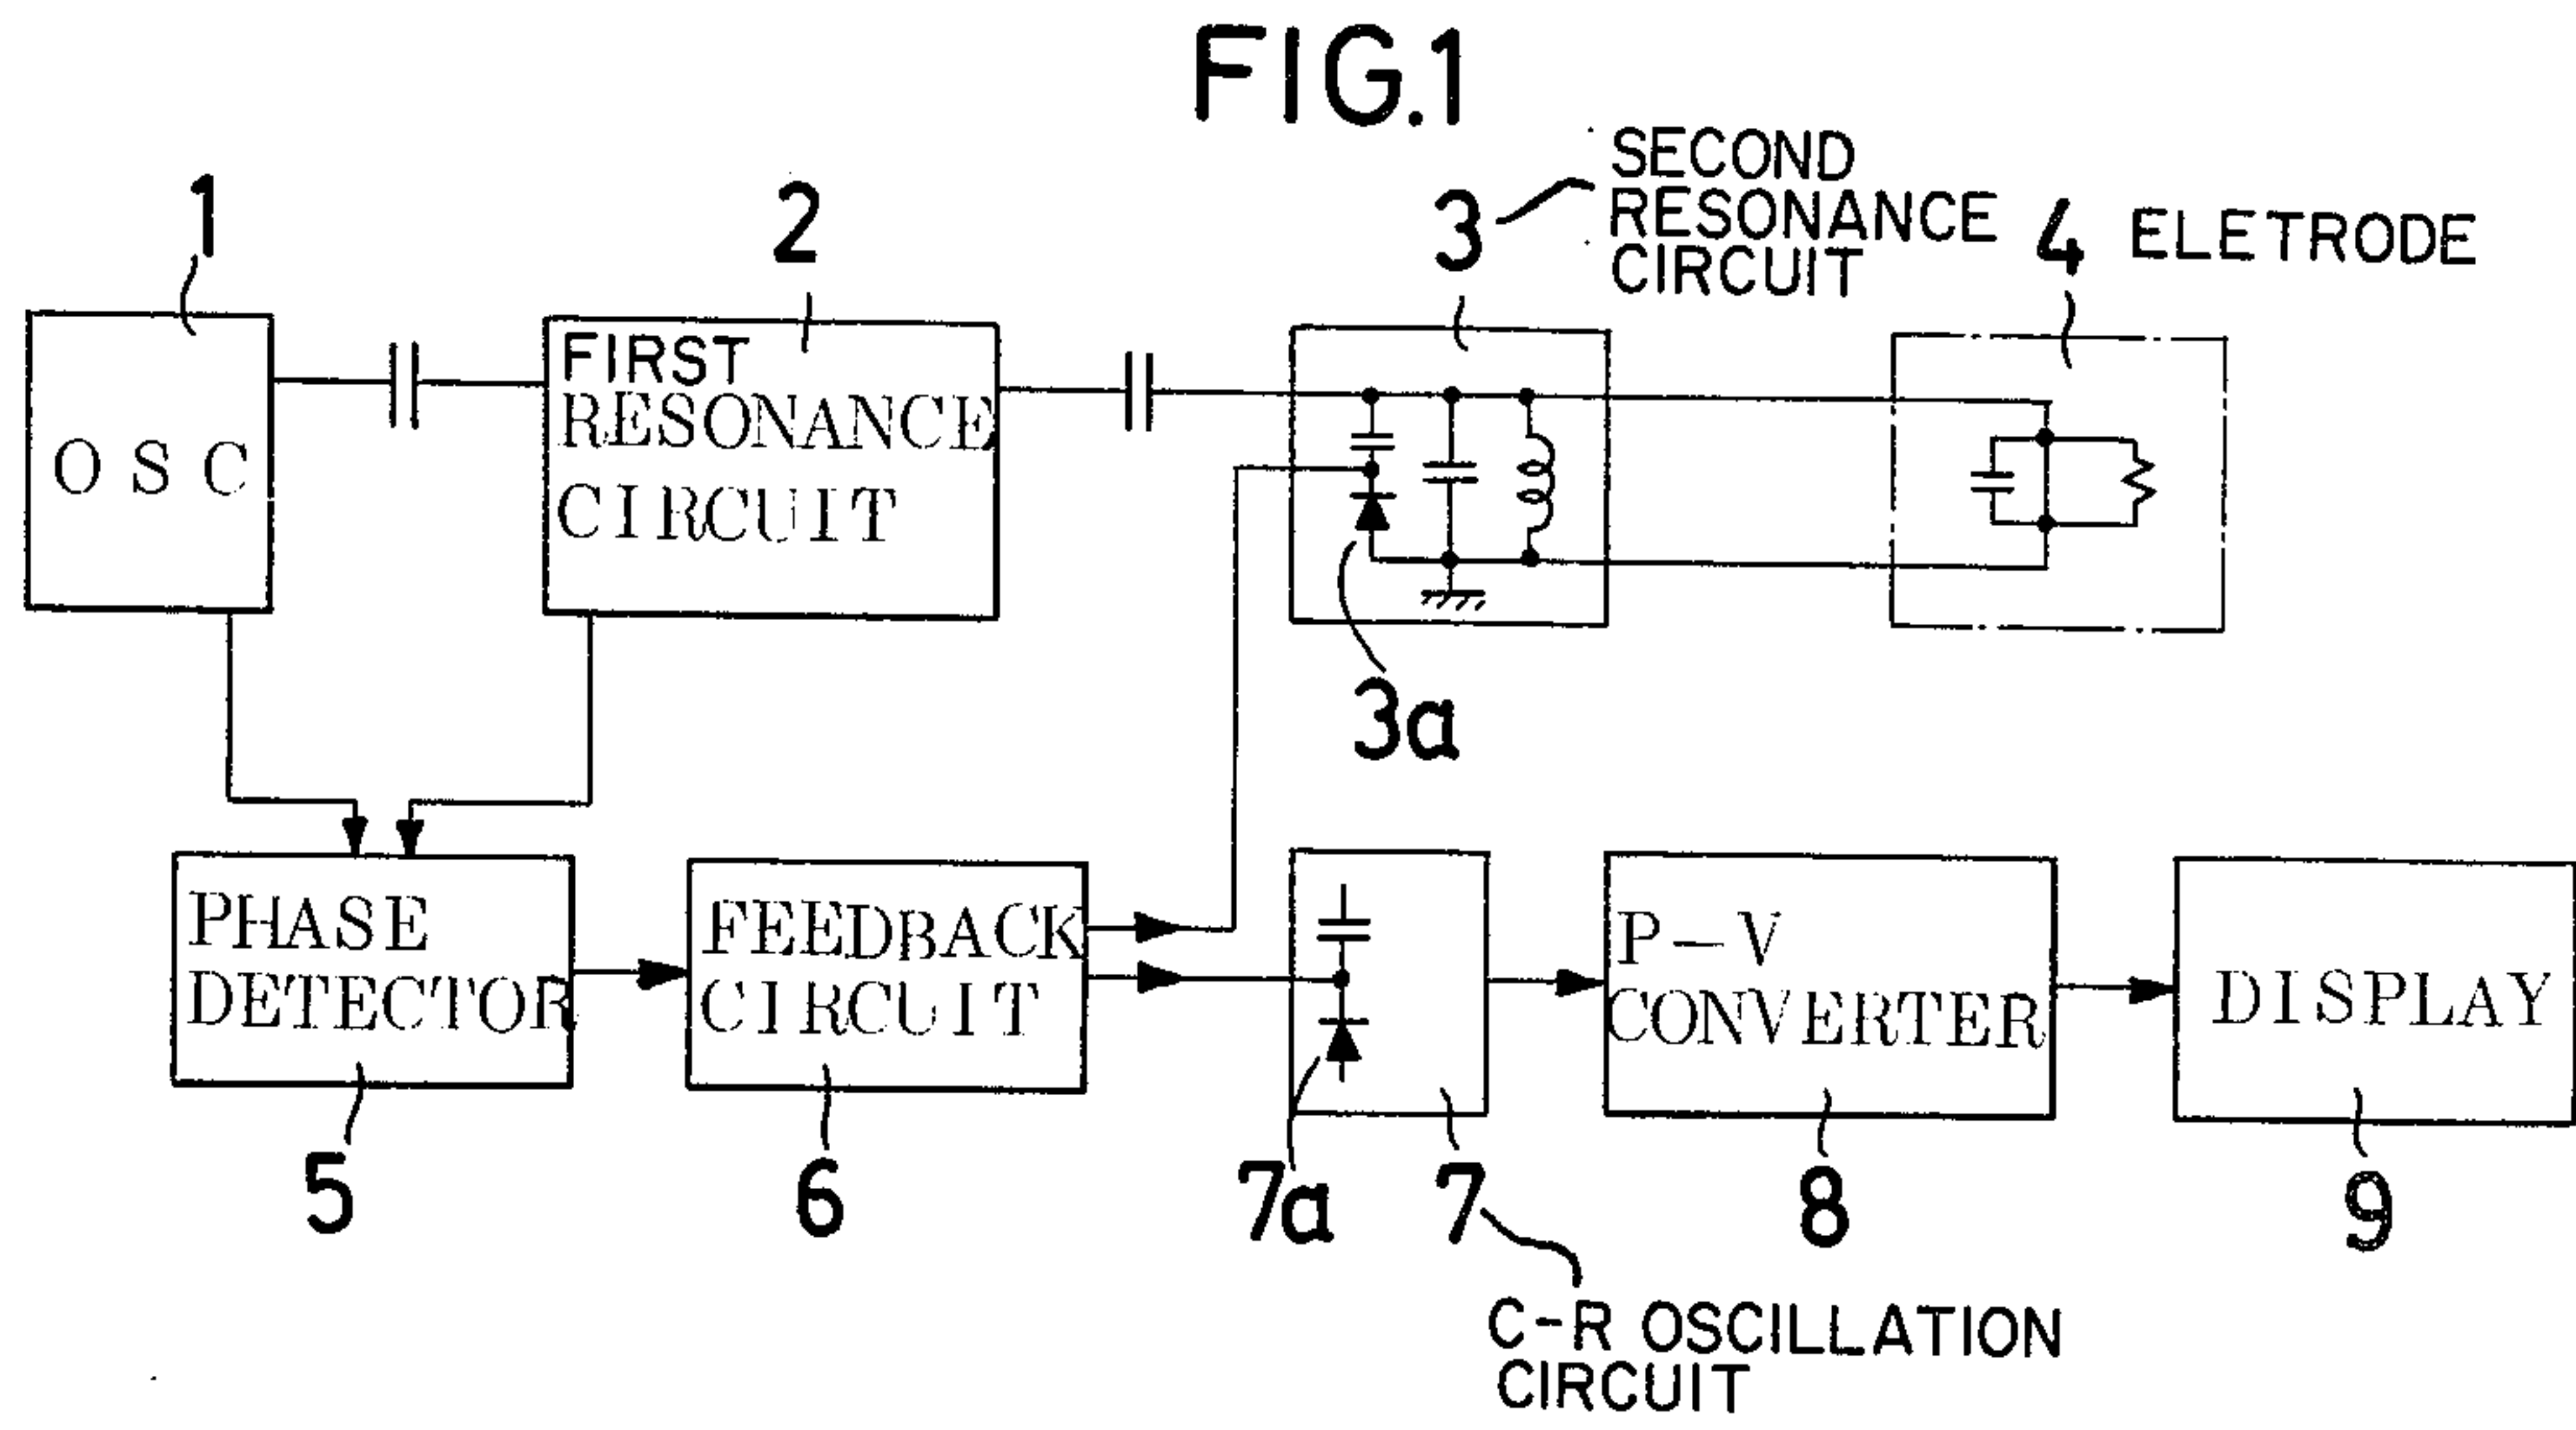 FIG.1
1
2
3
SECOND
RESONANCE
CIRCUIT
4 ELETRODE
OSC
FIRST
RESONANCE
CIRCUIT
3a
PHASE
DETECTOR
FEEDBACK
CIRCUIT
P-V
CONVERTER
DISPLAY
5
6
7a
7
8
9
C-R OSCILLATION
CIRCUIT